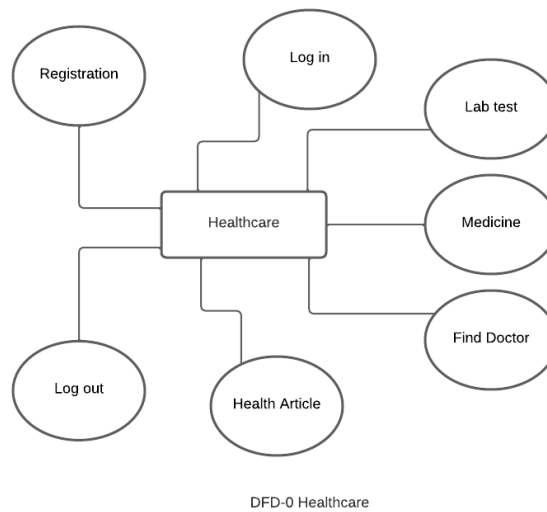 Log in
Registration
Lab test
Healthcare
Medicine
Find Doctor
Log out
Health Article
DFD-0 Healthcare